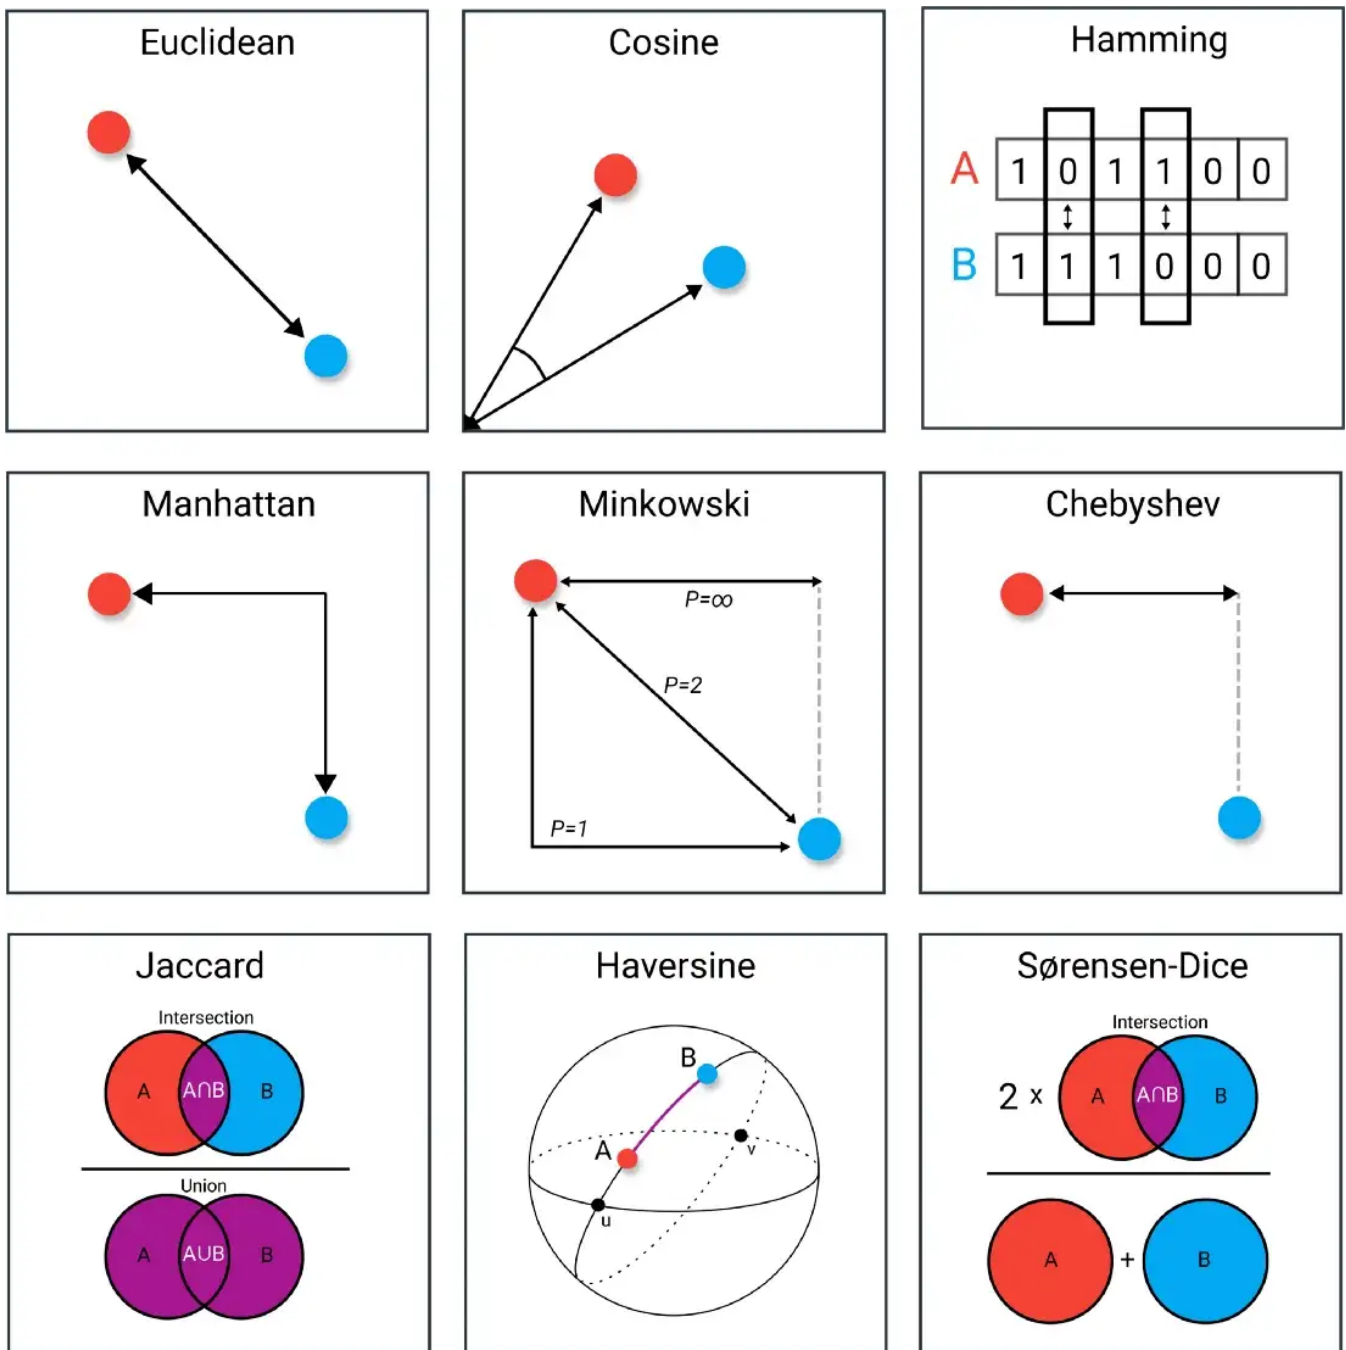 Euclidean
Cosine
Hamming
A 1 0 1 1 0 0
B 1 1 1 0 0 0
Manhattan
Minkowski
P=∞
P=2
P=1
Chebyshev
Jaccard
Intersection
A A∩B B
Union
A A∪B B
Haversine
B
A
v
u
Sørensen-Dice
Intersection
2 x A A∩B B
A + B